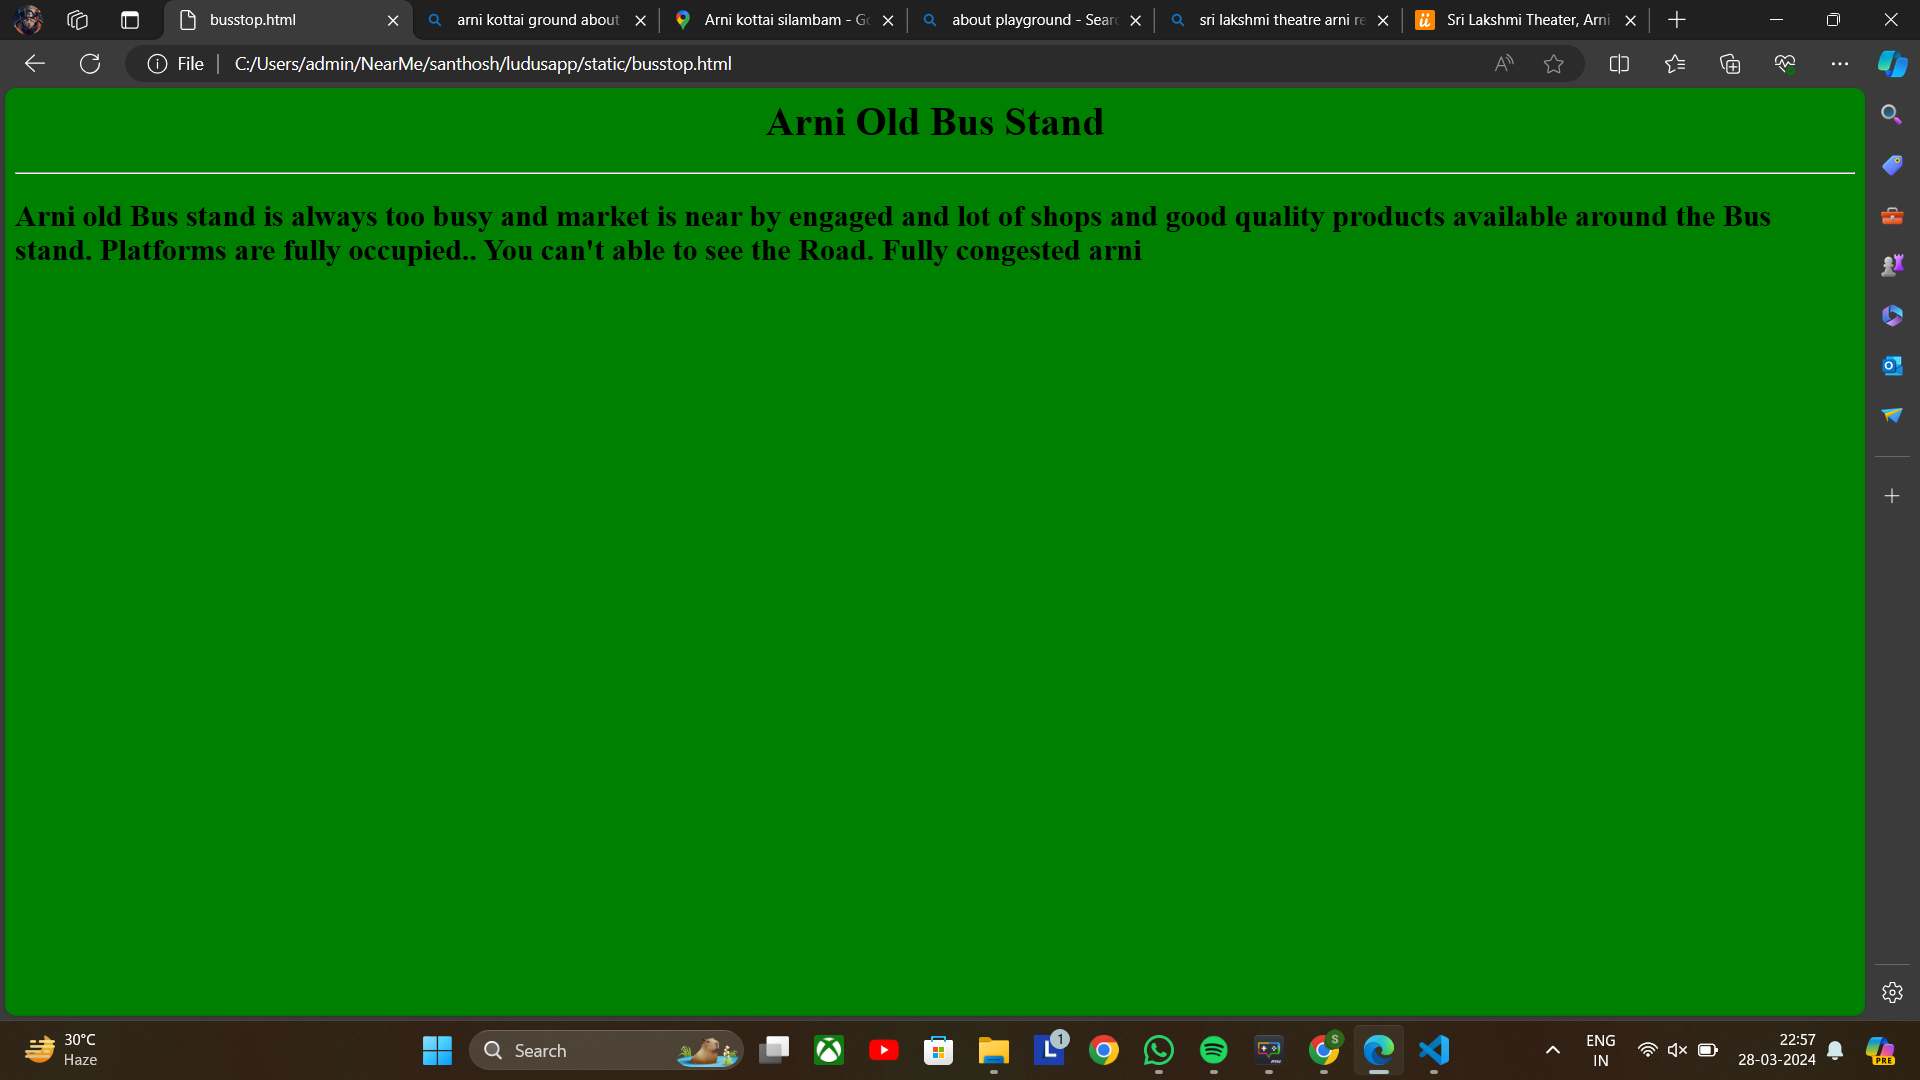 busstop.html
arni kottai ground about
Arni kottai silambam - Go
about playground - Sear
sri lakshmi theatre arni re
Sri Lakshmi Theater, Arni
File
C:/Users/admin/NearMe/santhosh/ludusapp/static/busstop.html
Arni Old Bus Stand
Arni old Bus stand is always too busy and market is near by engaged and lot of shops and good quality products available around the Bus
stand. Platforms are fully occupied.. You can't able to see the Road. Fully congested arni
30°C
Haze
Search
L
1
S
ENG
IN
22:57
28-03-2024
PRE